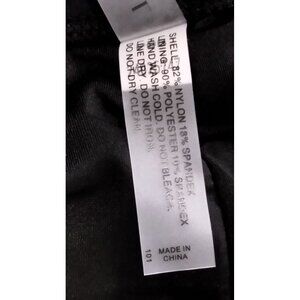 SHELL: 82% NYLON 18% SPANDEX
LINING: 90% POLYESTER 10% SPANDEX
HAND WASH COLD. DO NOT BLEACH.
LINE DRY. DO NOT IRON.
DO NOT DRY CLEAN.
101
MADE IN
CHINA